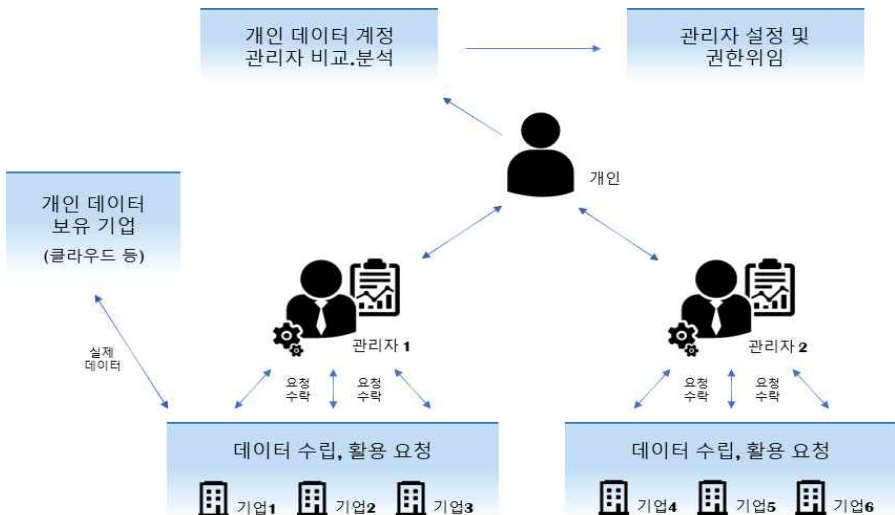 개인 데이터 계정
관리자 비교.분석
관리자 설정 및
권한위임
개인
개인 데이터
보유 기업
(클라우드 등)
관리자 1
관리자 2
실제
데이터
요청
수락
요청
수락
요청
수락
요청
수락
데이터 수립, 활용 요청
데이터 수립, 활용 요청
기업1
기업2
기업3
기업4
기업5
기업6